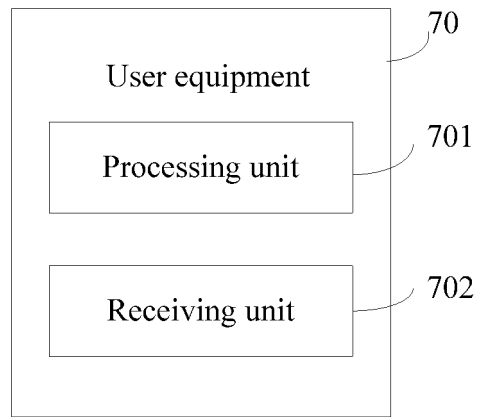 70
User equipment
701
Processing unit
702
Receiving unit